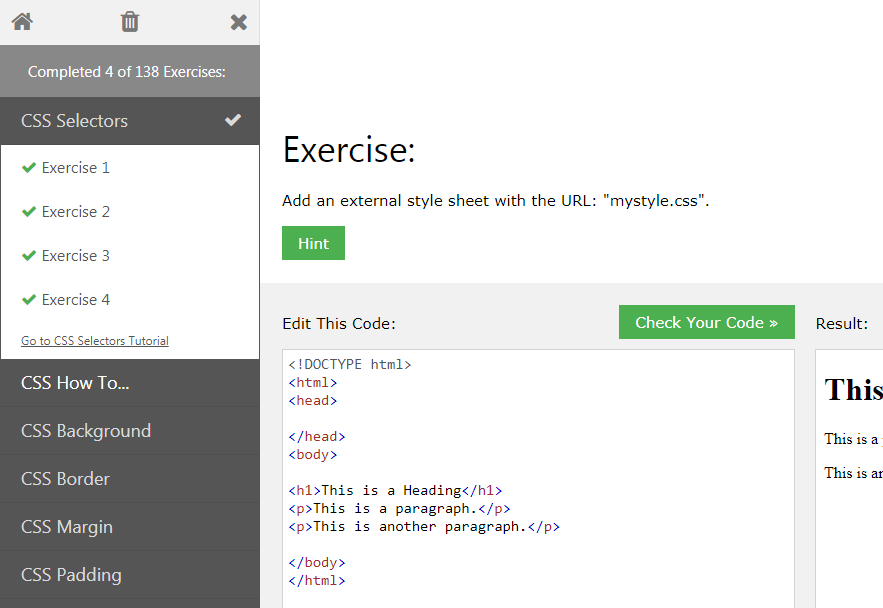 Completed 4 of 138 Exercises:
CSS Selectors
Exercise 1
Exercise 2
Exercise 3
Exercise 4
Go to CSS Selectors Tutorial
CSS How To...
CSS Background
CSS Border
CSS Margin
CSS Padding
Exercise:
Add an external style sheet with the URL: "mystyle.css".
Hint
Edit This Code:
Check Your Code »
<!DOCTYPE html>
<html>
<head>
</head>
<body>
<h1>This is a Heading</h1>
<p>This is a paragraph.</p>
<p>This is another paragraph.</p>
</body>
</html>
Result:
This
This is a
This is